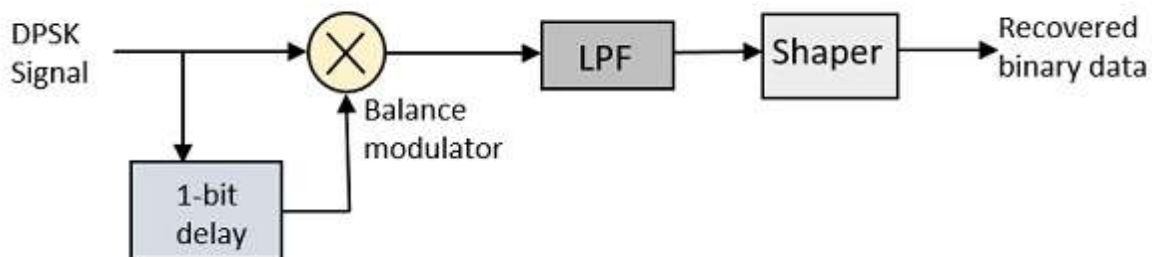 DPSK
Signal
Balance
modulator
1-bit
delay
LPF
Shaper
Recovered
binary data